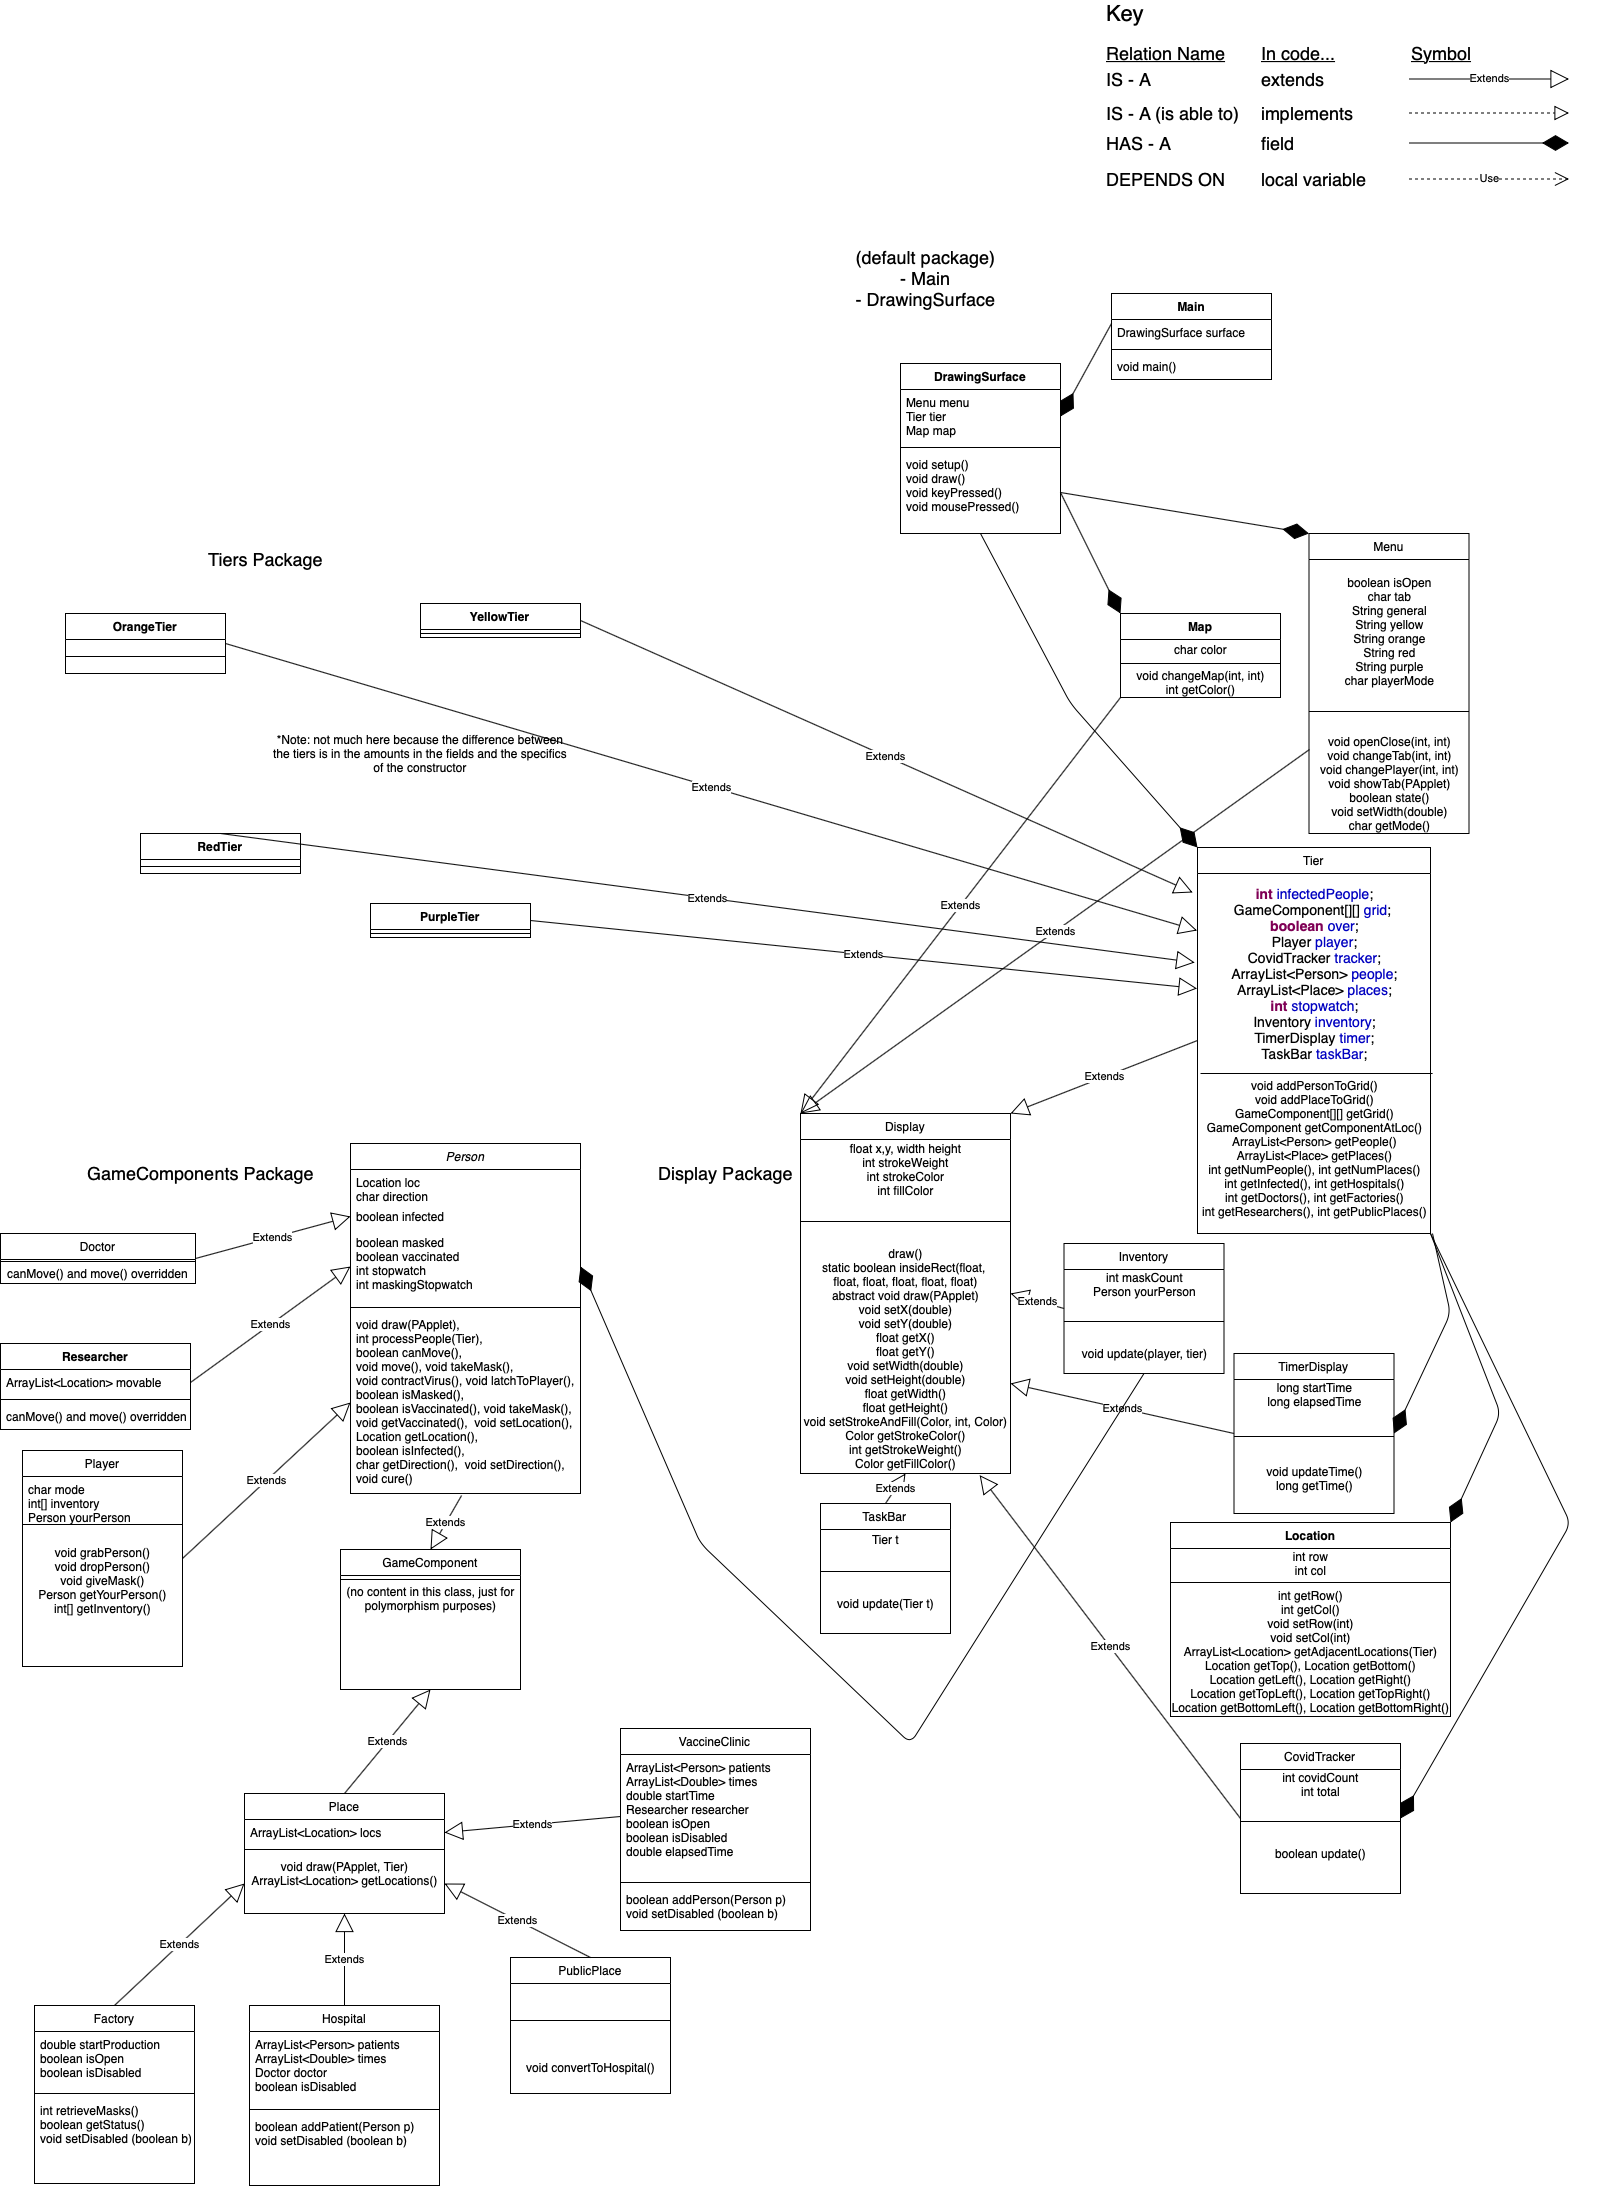 Key
Relation Name In code... Symbol
IS - A extends Extends
IS - A (is able to) implements
HAS - A field
DEPENDS ON local variable Use
(default package)
- Main
- DrawingSurface
Main
DrawingSurface surface
void main()
DrawingSurface
Menu menu
Tier tier
Map map
void setup()
void draw()
void keyPressed()
void mousePressed()
Menu
boolean isOpen
char tab
String general
String yellow
String orange
String red
String purple
char playerMode
void openClose(int, int)
void changeTab(int, int)
void changePlayer(int, int)
void showTab(PApplet)
boolean state()
void setWidth(double)
char getMode()
Map
char color
void changeMap(int, int)
int getColor()
Tiers Package
OrangeTier
YellowTier
*Note: not much here because the difference between
the tiers is in the amounts in the fields and the specifics
of the constructor
RedTier
PurpleTier
Extends
Extends
Extends
Extends
Extends
Extends
Extends
Tier
int infectedPeople;
GameComponent[][] grid;
boolean over;
Player player;
CovidTracker tracker;
ArrayList<Person> people;
ArrayList<Place> places;
int stopwatch;
Inventory inventory;
TimerDisplay timer;
TaskBar taskBar;
void addPersonToGrid()
void addPlaceToGrid()
GameComponent[][] getGrid()
GameComponent getComponentAtLoc()
ArrayList<Person> getPeople()
ArrayList<Place> getPlaces()
int getNumPeople(), int getNumPlaces()
int getInfected(), int getHospitals()
int getDoctors(), int getFactories()
int getResearchers(), int getPublicPlaces()
Display Package
Display
float x,y, width height
int strokeWeight
int strokeColor
int fillColor
draw()
static boolean insideRect(float,
float, float, float, float, float)
abstract void draw(PApplet)
void setX(double)
void setY(double)
float getX()
float getY()
void setWidth(double)
void setHeight(double)
float getWidth()
float getHeight()
void setStrokeAndFill(Color, int, Color)
Color getStrokeColor()
int getStrokeWeight()
Color getFillColor()
Inventory
int maskCount
Person yourPerson
void update(player, tier)
Extends
TimerDisplay
long startTime
long elapsedTime
void updateTime()
long getTime()
Extends
Extends
TaskBar
Tier t
void update(Tier t)
Location
int row
int col
int getRow()
int getCol()
void setRow(int)
void setCol(int)
ArrayList<Location> getAdjacentLocations(Tier)
Location getTop(), Location getBottom()
Location getLeft(), Location getRight()
Location getTopLeft(), Location getTopRight()
Location getBottomLeft(), Location getBottomRight()
Extends
CovidTracker
int covidCount
int total
boolean update()
GameComponents Package
Person
Location loc
char direction
boolean infected
boolean masked
boolean vaccinated
int stopwatch
int maskingStopwatch
void draw(PApplet),
int processPeople(Tier),
boolean canMove(),
void move(), void takeMask(),
void contractVirus(), void latchToPlayer(),
boolean isMasked(),
boolean isVaccinated(), void takeMask(),
void getVaccinated(), void setLocation(),
Location getLocation(),
boolean isInfected(),
char getDirection(), void setDirection(),
void cure()
Doctor
canMove() and move() overridden
Extends
Researcher
ArrayList<Location> movable
canMove() and move() overridden
Extends
Player
char mode
int[] inventory
Person yourPerson
void grabPerson()
void dropPerson()
void giveMask()
Person getYourPerson()
int[] getInventory()
Extends
Extends
GameComponent
(no content in this class, just for
polymorphism purposes)
Extends
Place
ArrayList<Location> locs
void draw(PApplet, Tier)
ArrayList<Location> getLocations()
VaccineClinic
ArrayList<Person> patients
ArrayList<Double> times
double startTime
Researcher researcher
boolean isOpen
boolean isDisabled
double elapsedTime
boolean addPerson(Person p)
void setDisabled (boolean b)
Extends
Extends
Extends
Extends
PublicPlace
void convertToHospital()
Factory
double startProduction
boolean isOpen
boolean isDisabled
int retrieveMasks()
boolean getStatus()
void setDisabled (boolean b)
Hospital
ArrayList<Person> patients
ArrayList<Double> times
Doctor doctor
boolean isDisabled
boolean addPatient(Person p)
void setDisabled (boolean b)